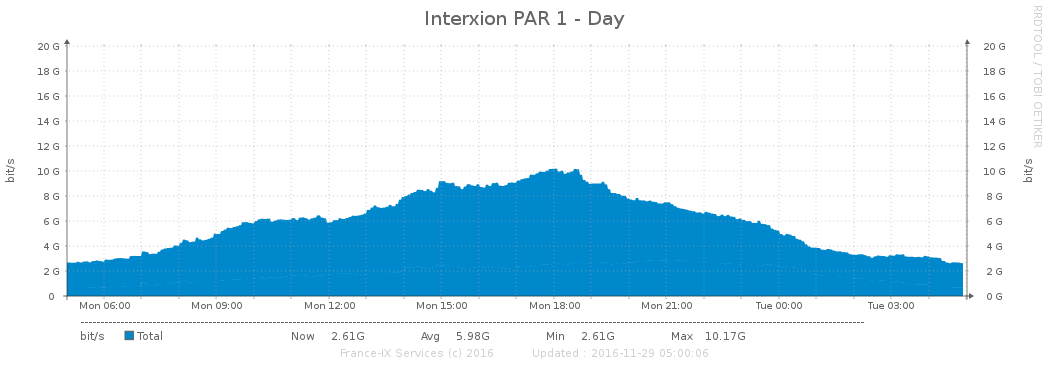 Interxion PAR 1 - Day
RRDTOOL / TOBI OETIKER
20 G 20 G
18 G 18 G
16 G 16 G
14 G 14 G
12 G 12 G
10 G 10 G
8 G 8 G
6 G 6 G
4 G 4 G
2 G 2 G
0 0 G
bit/s
bit/s
Mon 06:00 Mon 09:00 Mon 12:00 Mon 15:00 Mon 18:00 Mon 21:00 Tue 00:00 Tue 03:00
bit/s Total Now 2.61G Avg 5.98G Min 2.61G Max 10.17G
France-IX Services (c) 2016 Updated : 2016-11-29 05:00:06